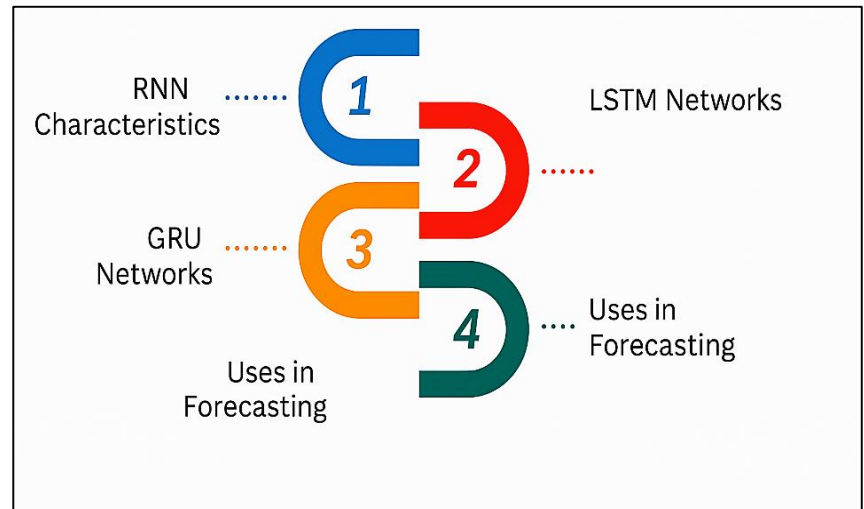 RNN
Characteristics
1
LSTM Networks
2
GRU
Networks
3
Uses in
Forecasting
4
Uses in
Forecasting